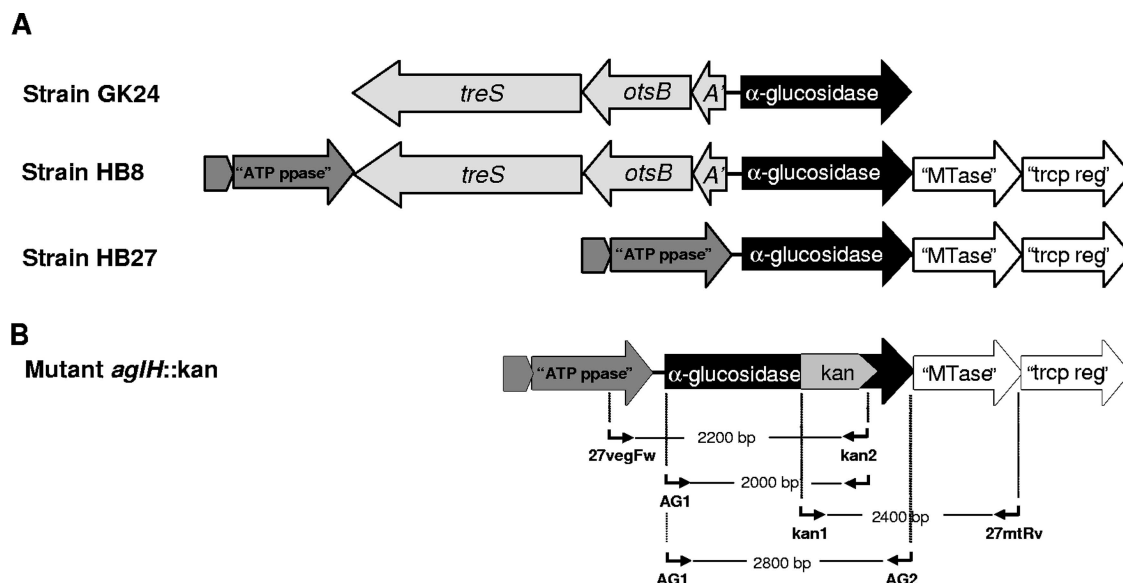 A
Strain GK24 treS otsB A' α-glucosidase
Strain HB8 “ATP ppase” treS otsB A' α-glucosidase “MTase” “trcp reg”
Strain HB27 “ATP ppase” α-glucosidase “MTase” “trcp reg”
B
Mutant aglH::kan “ATP ppase” α-glucosidase kan “MTase” “trcp reg”
2200 bp
27vegFw kan2
2000 bp
AG1
2400 bp
kan1 27mtRv
2800 bp
AG1 AG2